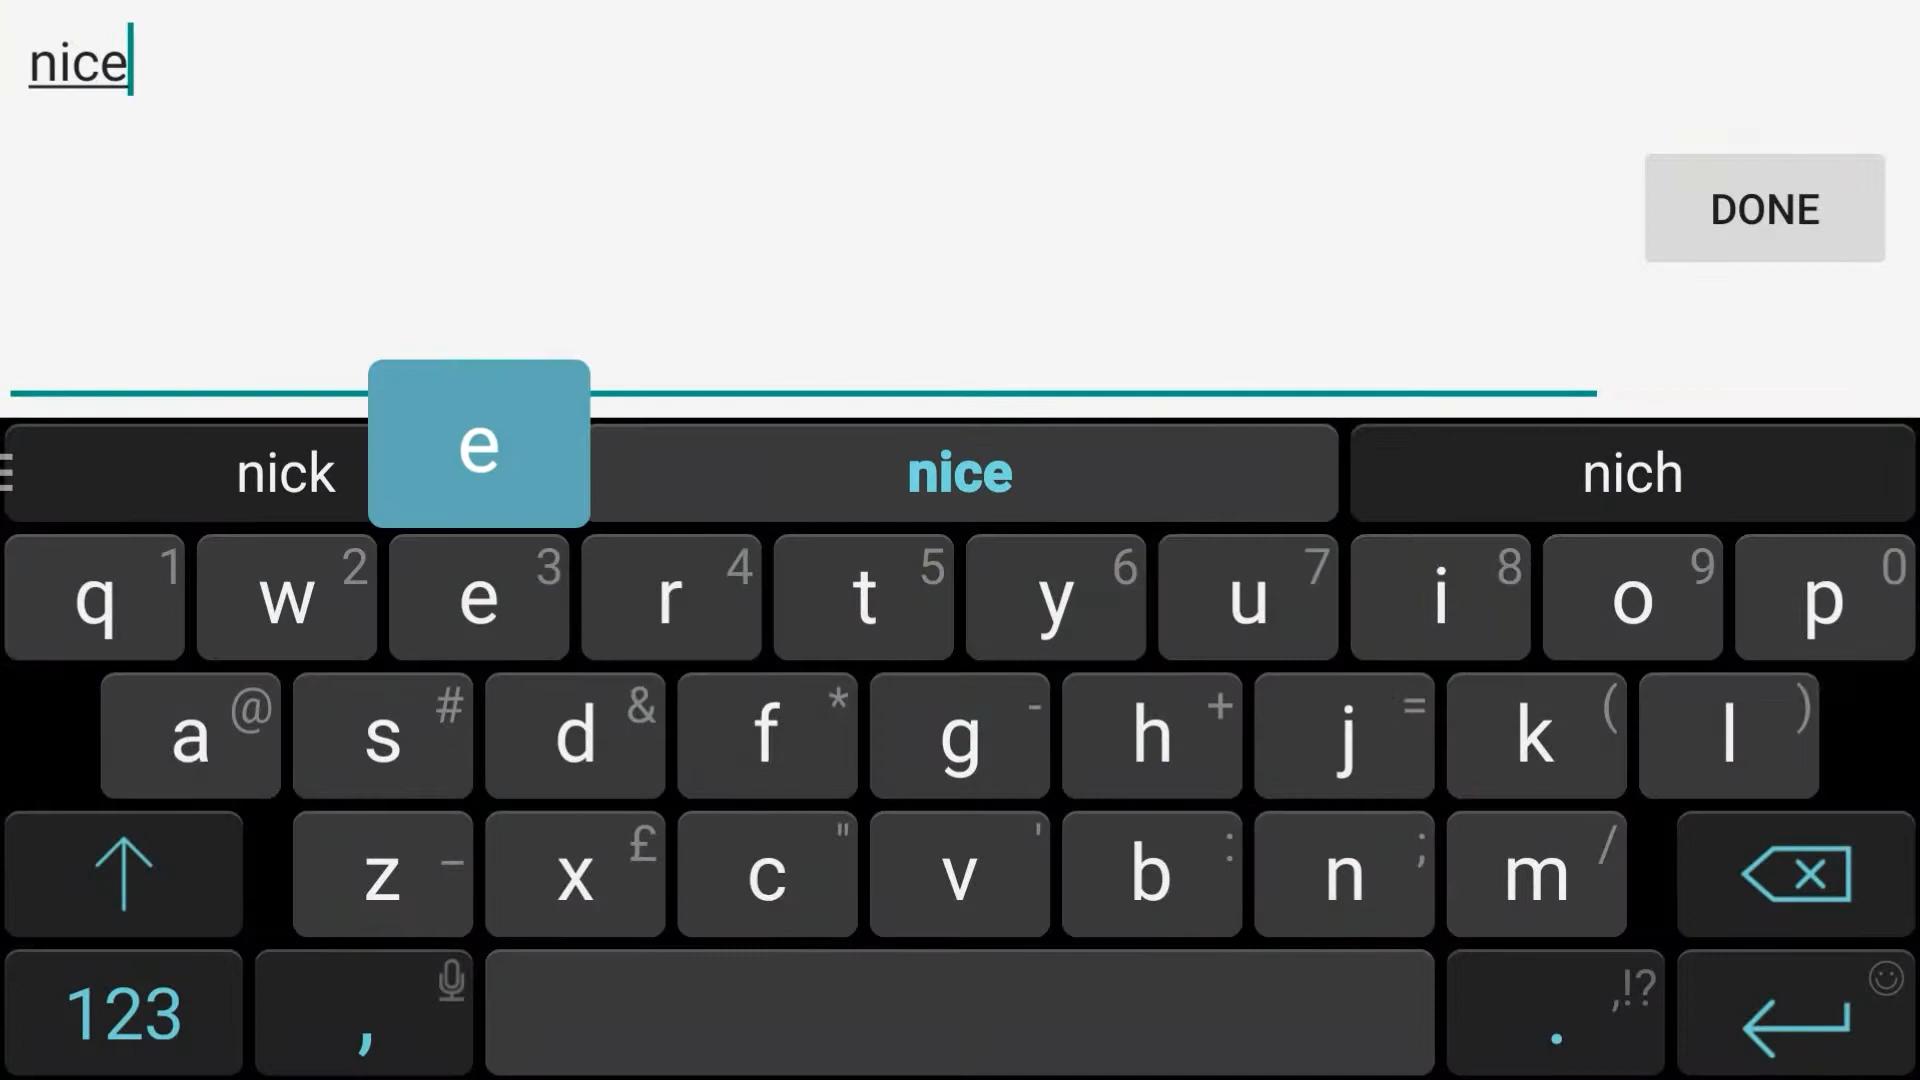 nice
DONE
e
nick nice nich
q 1 w 2 e 3 r 4 t 5 y 6 u 7 i 8 o 9 p 0
a @ s # d & f * g - h + j = k ( l )
z _ x £ c " v ' b : n ; m /
123 , . ,!?